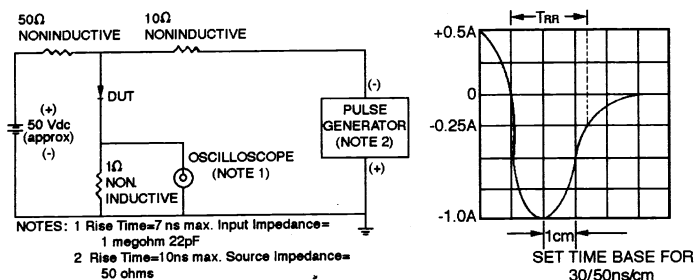 50Ω
NONINDUCTIVE
10Ω
NONINDUCTIVE
DUT
(+)
50 Vdc
(approx)
(-)
1Ω
NON.
INDUCTIVE
OSCILLOSCOPE
(NOTE 1)
(-)
PULSE
GENERATOR
(NOTE 2)
(+)
NOTES: 1 Rise Time=7 ns max. Input Impedance=
1 megohm 22pF
2 Rise Time=10ns max. Source Impedance=
50 ohms
TRR
+0.5A
0
-0.25A
-1.0A
1cm
SET TIME BASE FOR
30/50ns/cm